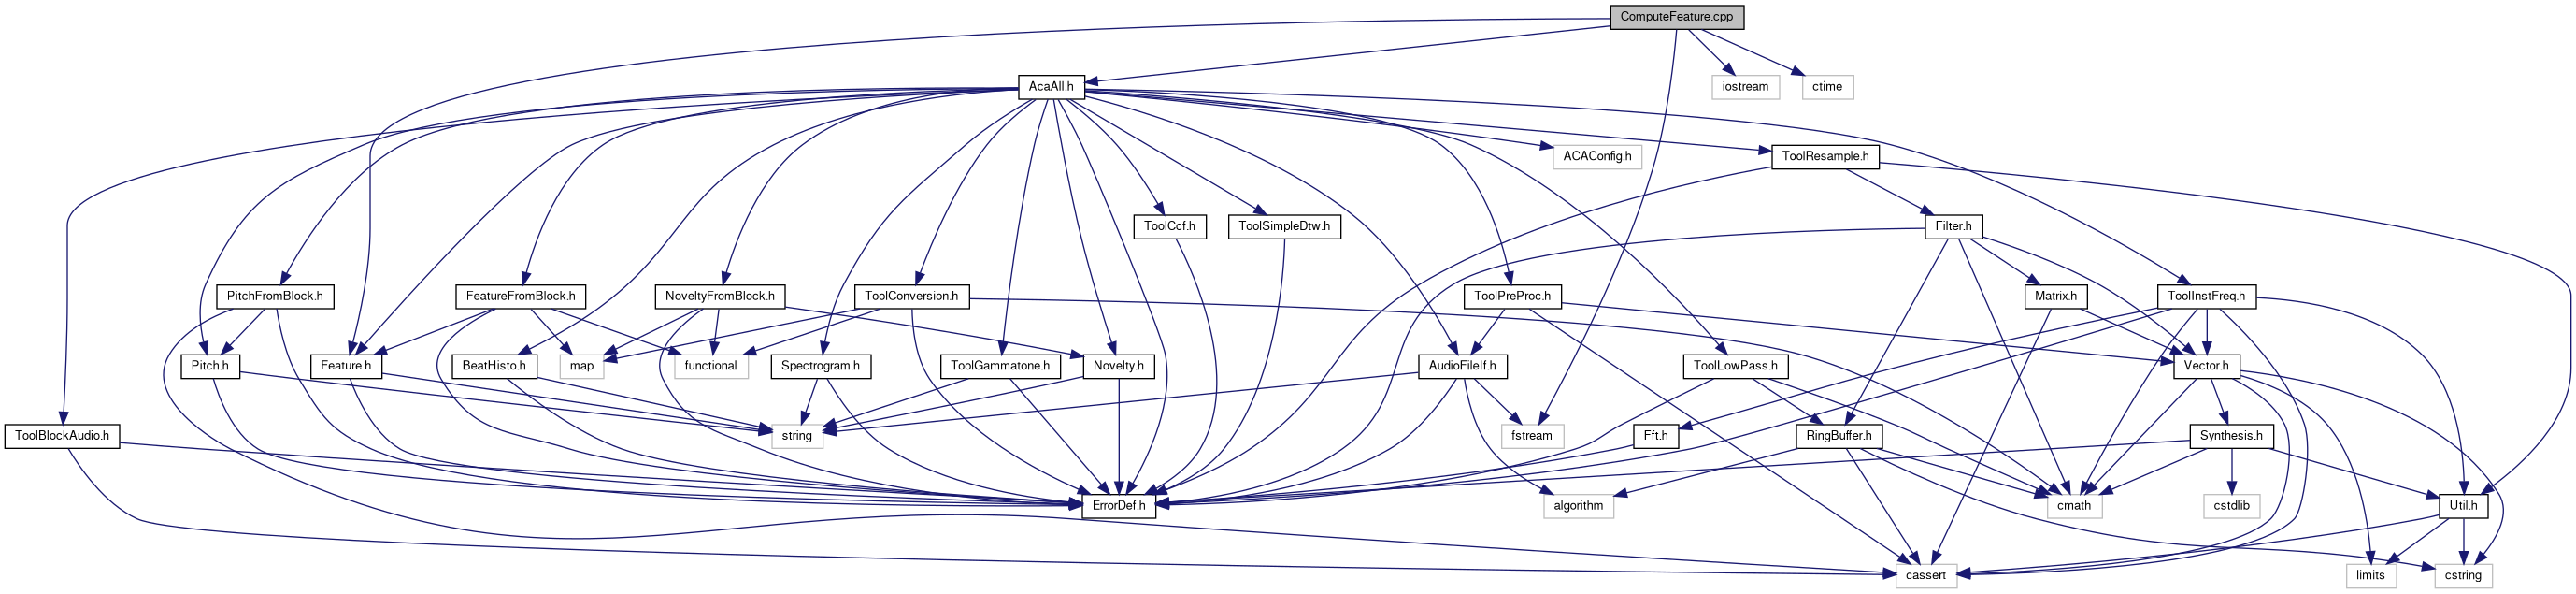 ComputeFeature.cpp
AcaAll.h
iostream
ctime
ACAConfig.h
ToolResample.h
ToolCcf.h
ToolSimpleDtw.h
Filter.h
PitchFromBlock.h
FeatureFromBlock.h
NoveltyFromBlock.h
ToolConversion.h
ToolPreProc.h
Matrix.h
ToolInstFreq.h
Pitch.h
Feature.h
BeatHisto.h
map
functional
Spectrogram.h
ToolGammatone.h
Novelty.h
AudioFileIf.h
ToolLowPass.h
Vector.h
ToolBlockAudio.h
string
fstream
Fft.h
RingBuffer.h
Synthesis.h
ErrorDef.h
algorithm
cmath
cstdlib
Util.h
cassert
limits
cstring